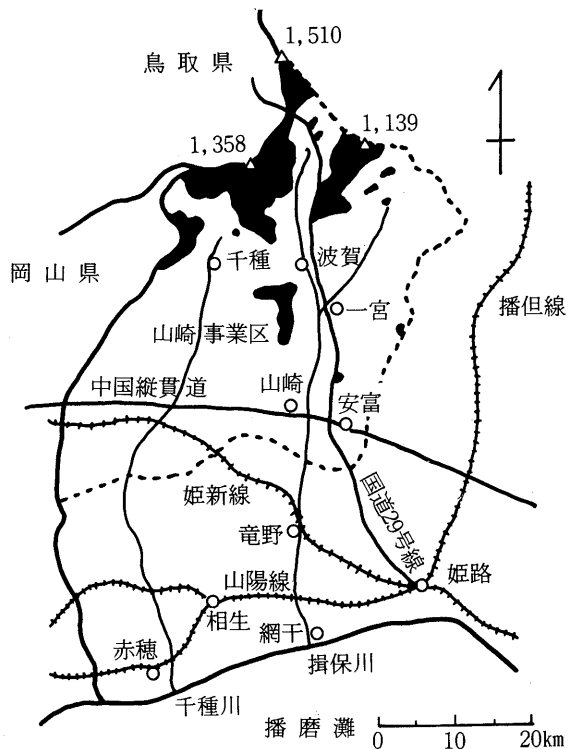 1,510
鳥取県
1,139
1,358
千種
波賀
岡山県
一宮
播但線
山崎事業区
中国縦貫道
山崎
安富
姫新線
国道29号線
竜野
山陽線
姫路
相生
網干
赤穂
揖保川
千種川
播磨灘
0 10 20km